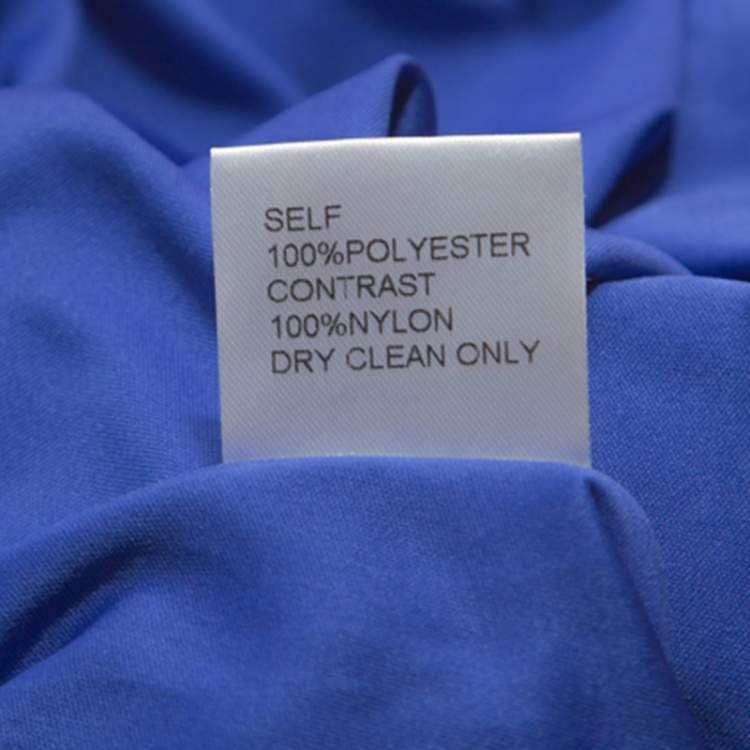 SELF
100%POLYESTER
CONTRAST
100%NYLON
DRY CLEAN ONLY